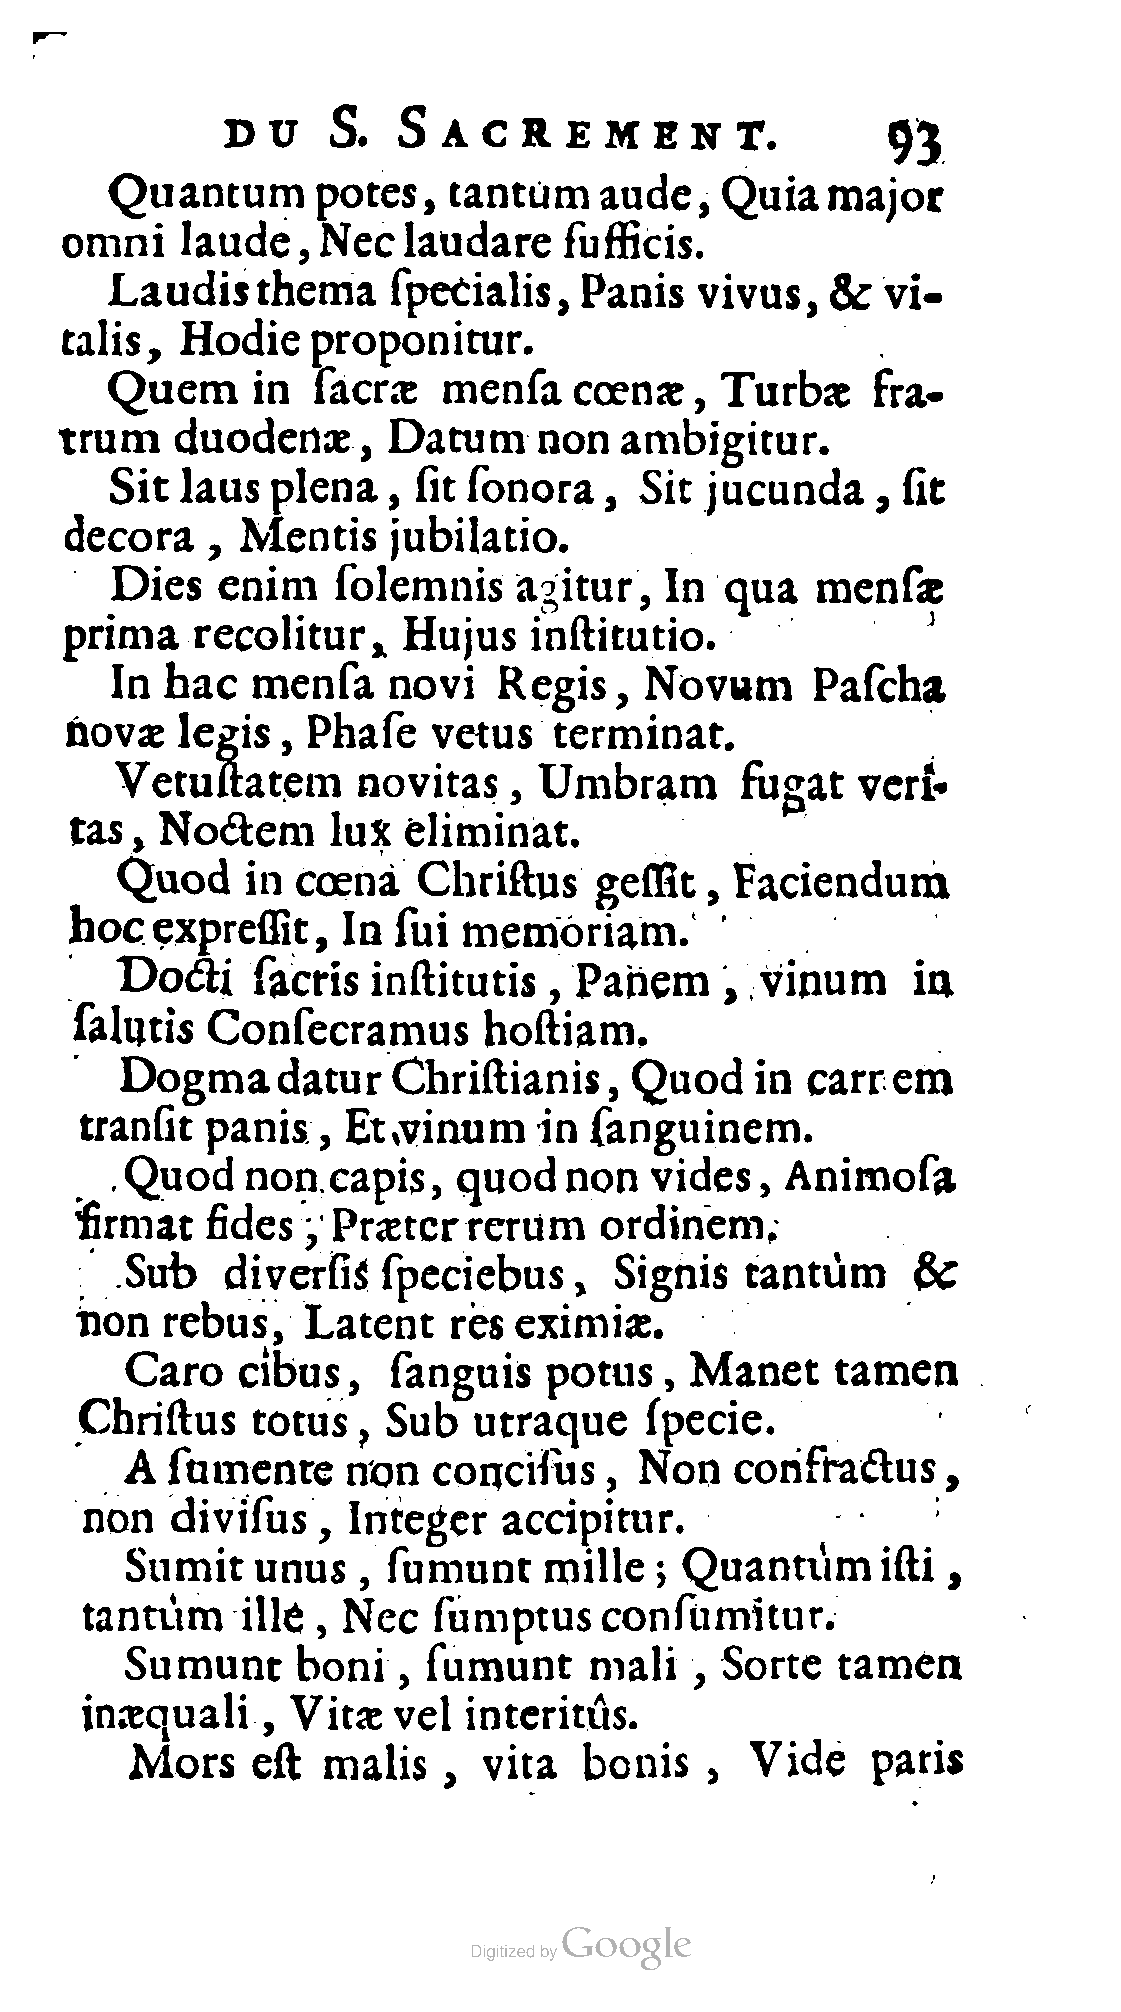 DU S. SACREMENT. 93
Quantum potes, tantùm aude, Quia major
omni laude, Nec laudare ſufficis.
Laudis thema ſpecialis, Panis vivus, & vi-
talis, Hodie proponitur.
Quem in ſacræ menſa cœnæ, Turbæ fra-
trum duodenæ, Datum non ambigitur.
Sit laus plena, ſit ſonora, Sit jucunda, ſit
decora, Mentis jubilatio.
Dies enim ſolemnis agitur, In qua menſæ
prima recolitur, Hujus inſtitutio.
In hac menſa novi Regis, Novum Paſcha
novæ legis, Phaſe vetus terminat.
Vetuſtatem novitas, Umbram fugat veri-
tas, Noctem lux eliminat.
Quod in cœna Chriſtus geſſit, Faciendum
hoc expreſſit, In ſui memoriam.
Docti ſacris inſtitutis, Panem, vinum in
ſalutis Conſecramus hoſtiam.
Dogma datur Chriſtianis, Quod in carnem
tranſit panis, Et vinum in ſanguinem.
Quod non capis, quod non vides, Animoſa
firmat fides; Præter rerum ordinem.
Sub diverſis ſpeciebus, Signis tantùm &
non rebus, Latent res eximiæ.
Caro cibus, ſanguis potus, Manet tamen
Chriſtus totus, Sub utraque ſpecie.
A ſumente non conciſus, Non confractus,
non diviſus, Integer accipitur.
Sumit unus, ſumunt mille; Quantùm iſti,
tantùm ille, Nec ſumptus conſumitur.
Sumunt boni, ſumunt mali, Sorte tamen
inæquali, Vitæ vel interitûs.
Mors eſt malis, vita bonis, Vide paris
Digitized by Google